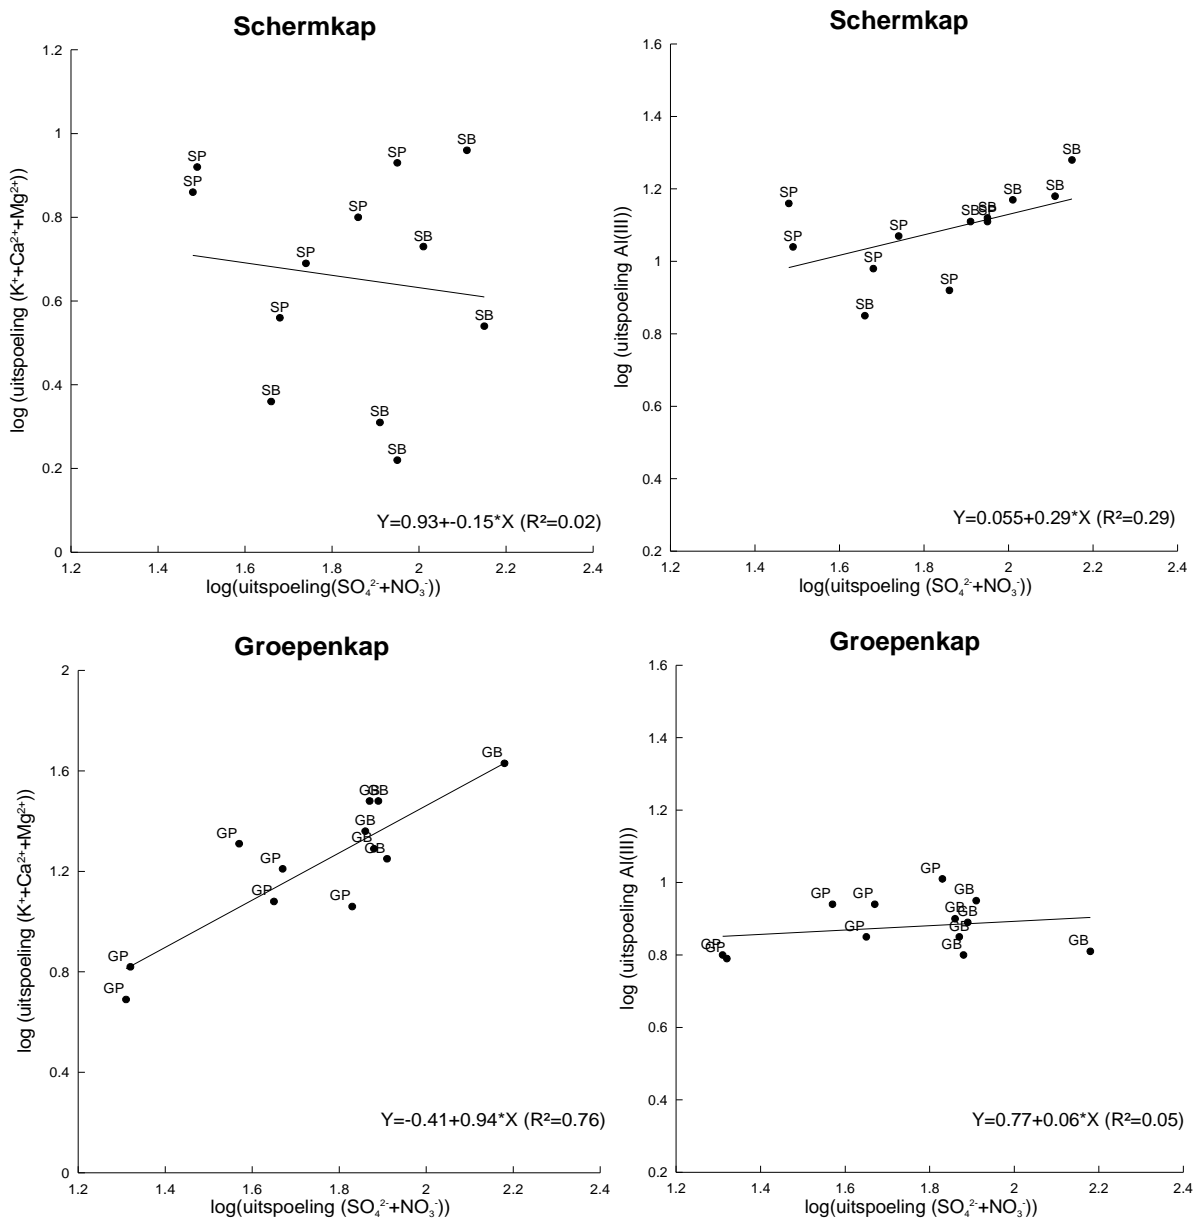 Schermkap
log (uitspoeling (K⁺+Ca²⁺+Mg²⁺))
1.2
1
0.8
0.6
0.4
0.2
0
SP
SP
SP
SB
SP
SB
SP
SP
SB
SB
SB
SB
Y=0.93+-0.15*X (R²=0.02)
1.2 1.4 1.6 1.8 2 2.2 2.4
log(uitspoeling(SO₄²⁻+NO₃⁻))
Schermkap
log (uitspoeling Al(III))
1.6
1.4
1.2
1
0.8
0.6
0.4
0.2
SB
SP
SB
SB
SB
SB
SP
SP
SP
SP
SP
SB
Y=0.055+0.29*X (R²=0.29)
1.2 1.4 1.6 1.8 2 2.2 2.4
log(uitspoeling (SO₄²⁻+NO₃⁻))
Groepenkap
log (uitspoeling (K⁺+Ca²⁺+Mg²⁺))
2
1.6
1.2
0.8
0.4
0
GB
GB
GB
GB
GP
GB
GB
GP
GP
GP
GP
GP
Y=-0.41+0.94*X (R²=0.76)
1.2 1.4 1.6 1.8 2 2.2 2.4
log(uitspoeling (SO₄²⁻+NO₃⁻))
Groepenkap
log (uitspoeling Al(III))
1.6
1.4
1.2
1
0.8
0.6
0.4
0.2
GP
GP
GP
GB
GB
GB
GP
GB
GP
GP
GB
GB
Y=0.77+0.06*X (R²=0.05)
1.2 1.4 1.6 1.8 2 2.2 2.4
log(uitspoeling (SO₄²⁻+NO₃⁻))